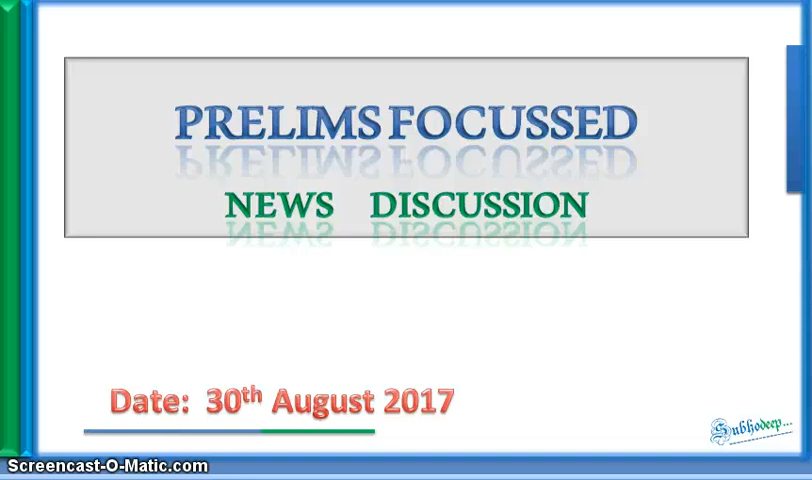 PRELIMS FOCUSSED
NEWS DISCUSSION
Date: 30th August 2017
Subhodeep...
Screencast-O-Matic.com